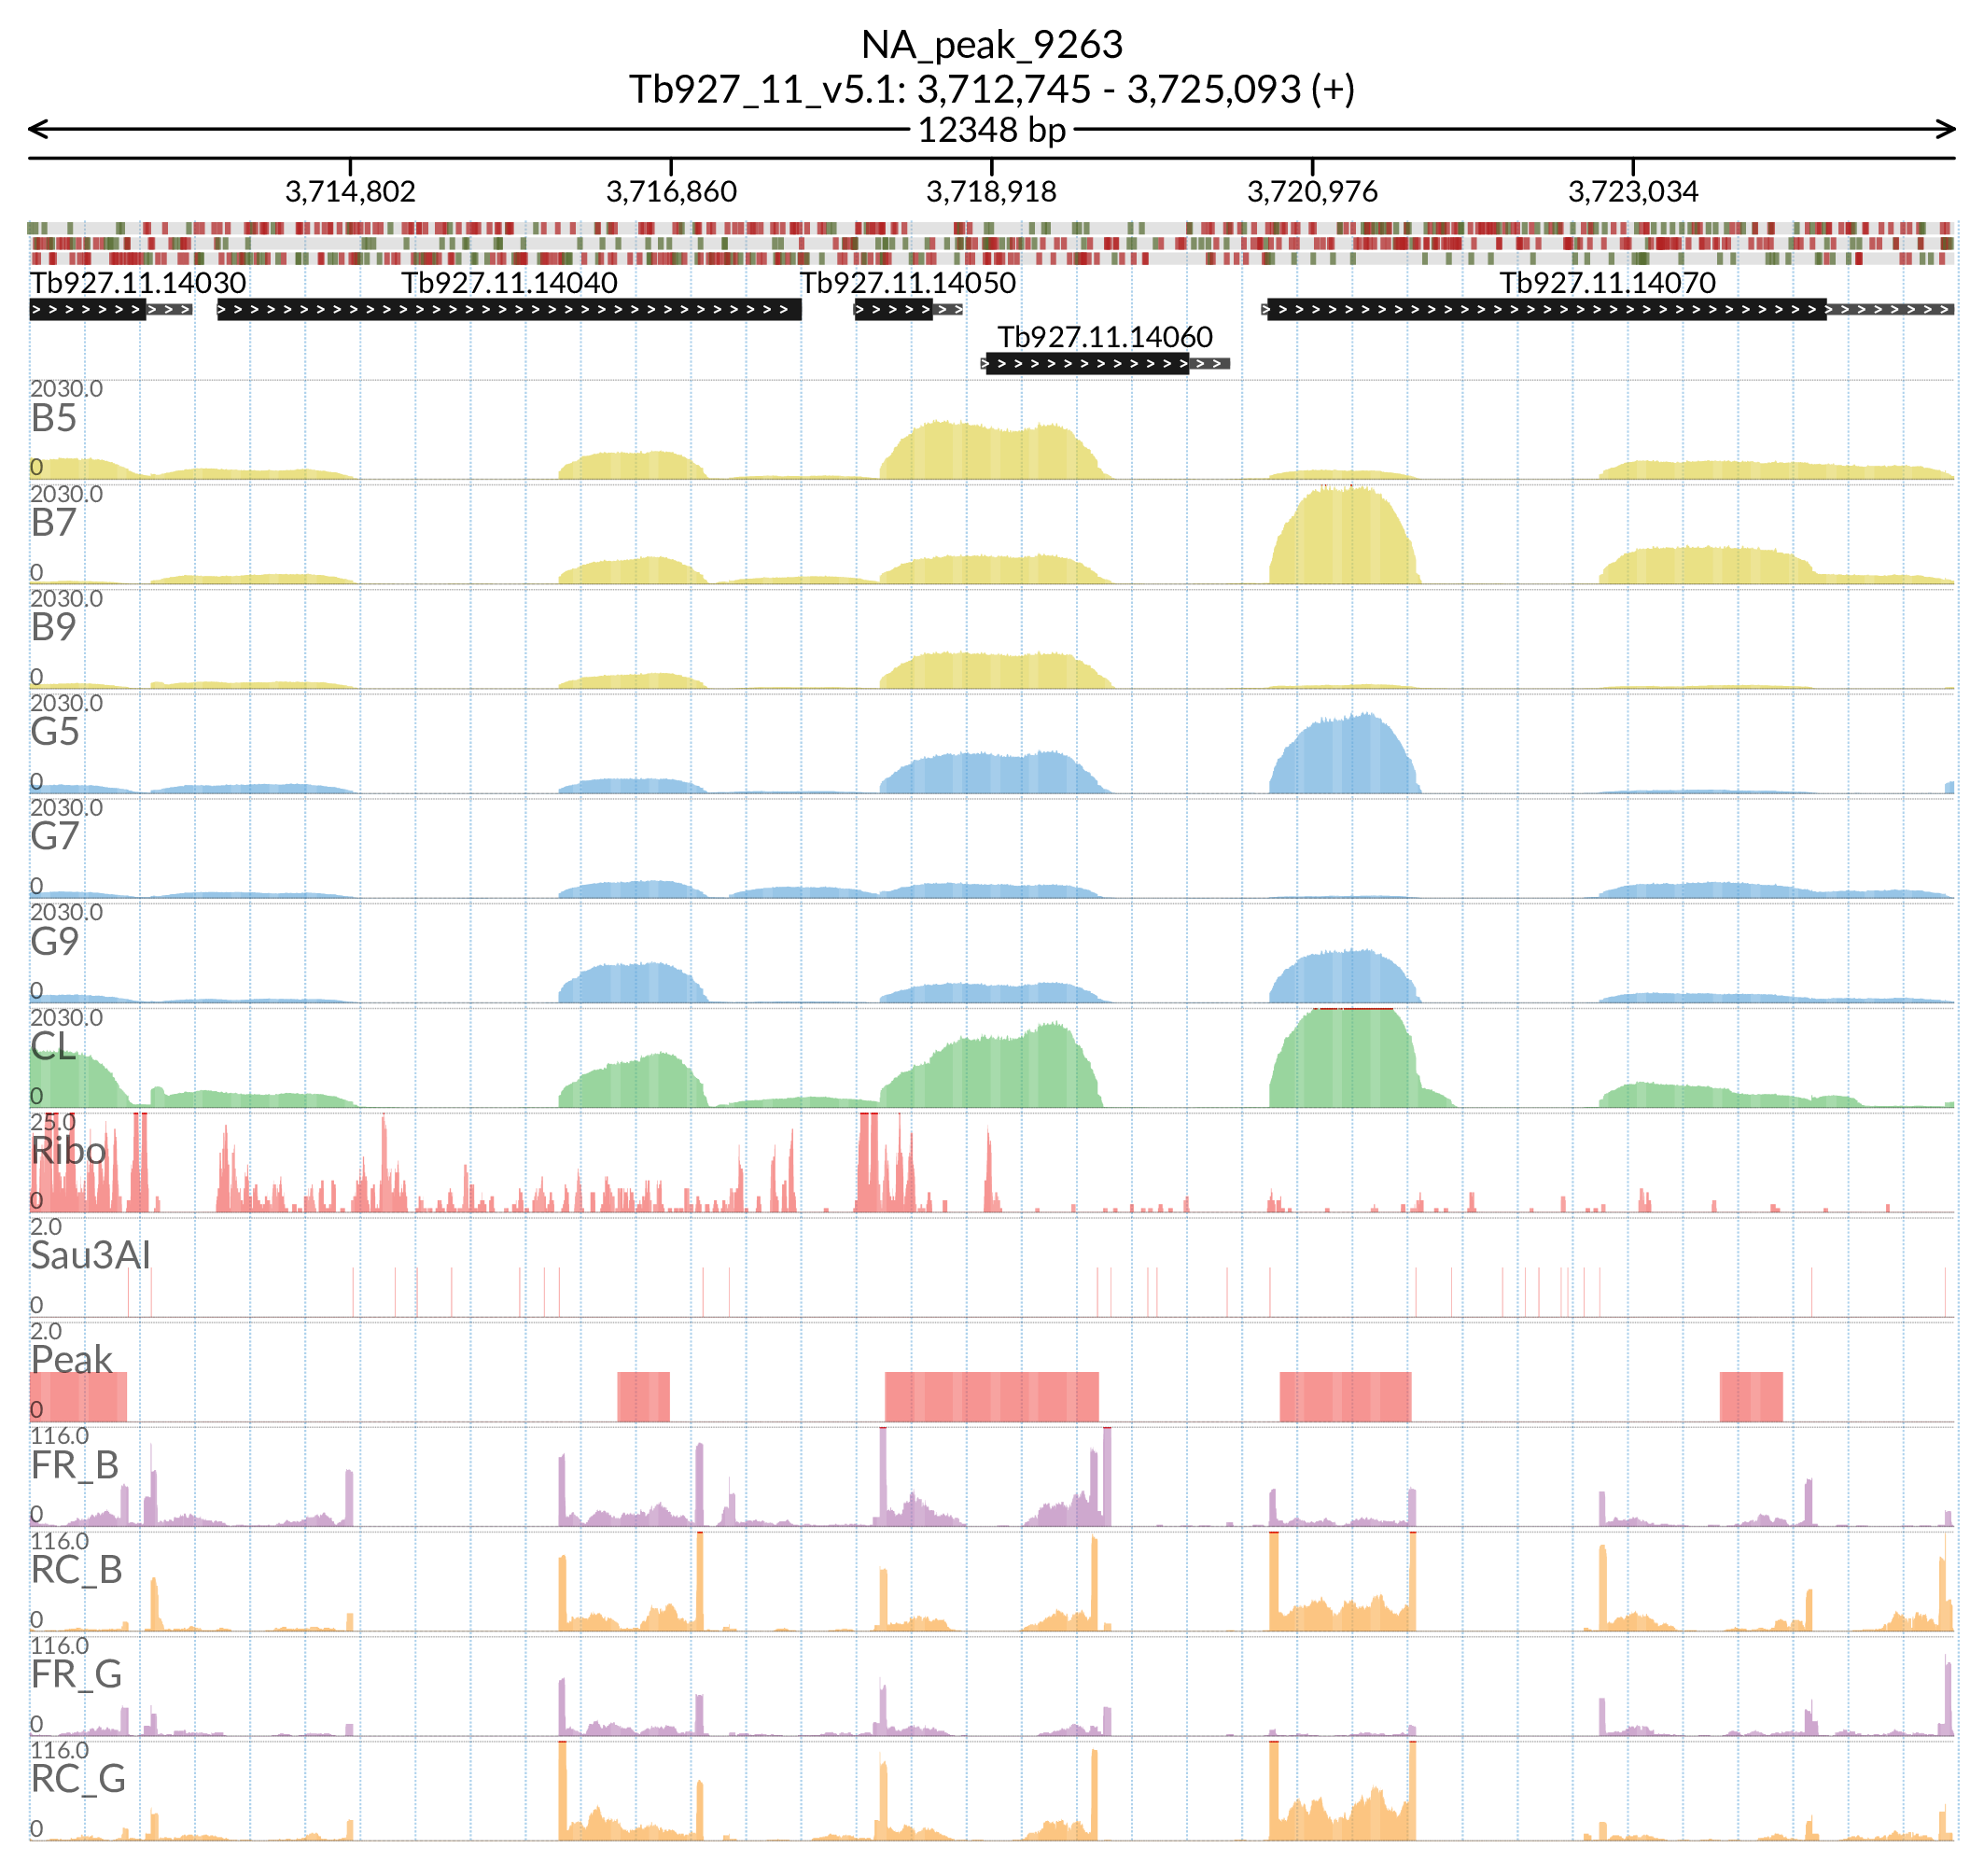 NA_peak_9263
Tb927_11_v5.1: 3,712,745 - 3,725,093 (+)
12348 bp
3,714,802 3,716,860 3,718,918 3,720,976 3,723,034
Tb927.11.14030 Tb927.11.14040 Tb927.11.14050 Tb927.11.14070
Tb927.11.14060
2030.0
B5
0
2030.0
B7
0
2030.0
B9
0
2030.0
G5
0
2030.0
G7
0
2030.0
G9
0
2030.0
CL
0
25.0
Ribo
0
2.0
Sau3AI
0
2.0
Peak
0
116.0
FR_B
0
116.0
RC_B
0
116.0
FR_G
0
116.0
RC_G
0